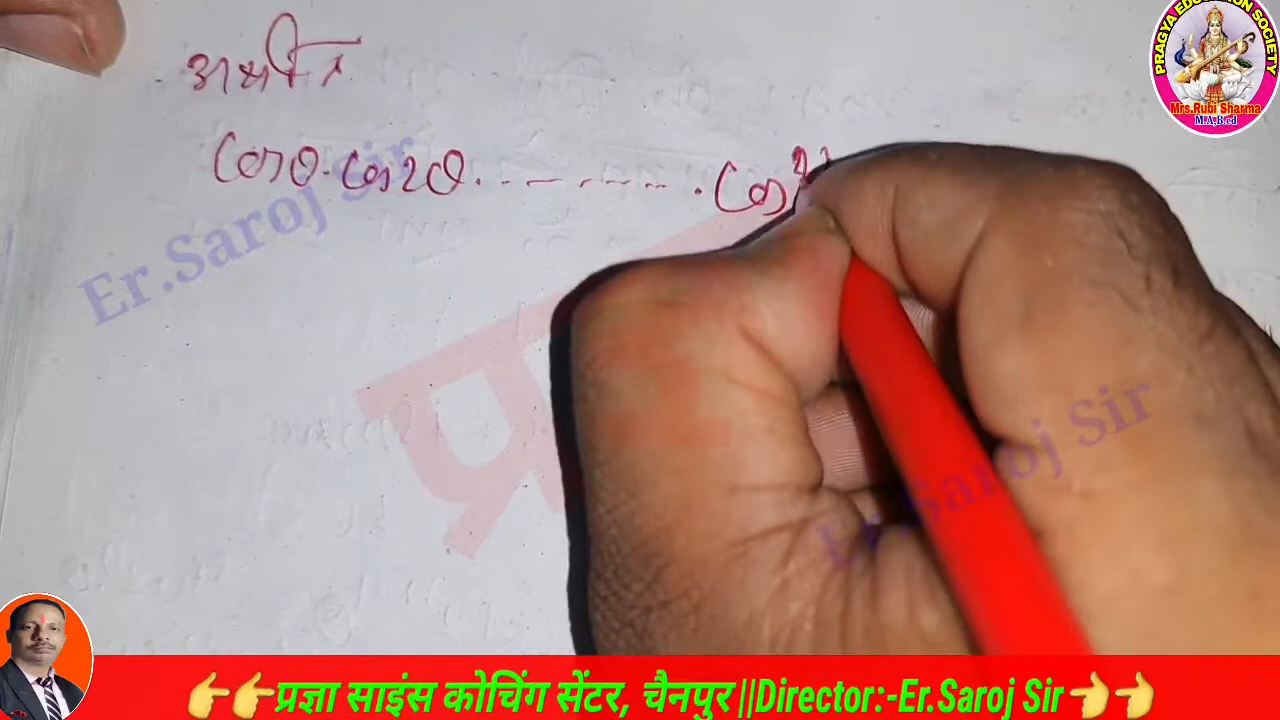 अर्थात
cosθ.cos2θ.--------.cos
PRAGYA EDUCATION SOCIETY
Mrs.Rubi Sharma
M.A,B.ed
Er.Saroj Sir
प्र
Er.Saroj Sir
👉👉प्रज्ञा साइंस कोचिंग सेंटर, चैनपुर||Director:-Er.Saroj Sir👈👈